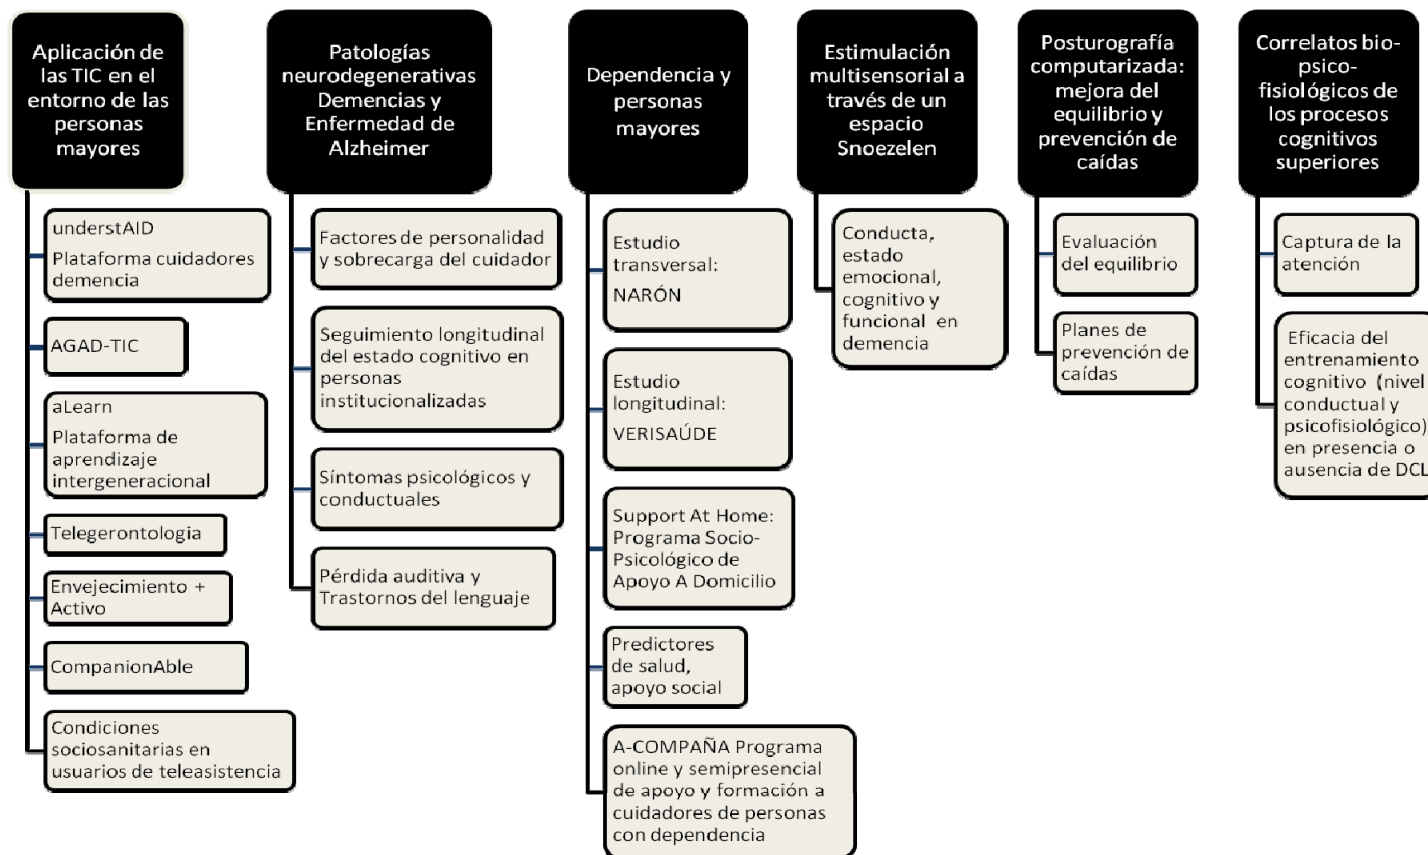 Aplicación de
las TIC en el
entorno de las
personas
mayores
understAID
Plataforma cuidadores
demencia
AGAD-TIC
aLearn
Plataforma de
aprendizaje
intergeneracional
Telegerontologia
Envejecimiento +
Activo
CompanionAble
Condiciones
sociosanitarias en
usuarios de teleasistencia
Patologías
neurodegenerativas
Demencias y
Enfermedad de
Alzheimer
Factores de personalidad
y sobrecarga del cuidador
Seguimiento longitudinal
del estado cognitivo en
personas
institucionalizadas
Síntomas psicológicos y
conductuales
Pérdida auditiva y
Trastornos del lenguaje
Dependencia y
personas
mayores
Estudio
transversal:
NARÓN
Estudio
longitudinal:
VERISAÚDE
Support At Home:
Programa Socio-
Psicológico de
Apoyo A Domicilio
Predictores
de salud,
apoyo social
A-COMPAÑA Programa
online y semipresencial
de apoyo y formación a
cuidadores de personas
con dependencia
Estimulación
multisensorial a
través de un
espacio
Snoezelen
Conducta,
estado
emocional,
cognitivo y
funcional en
demencia
Posturografía
computarizada:
mejora del
equilibrio y
prevención de
caídas
Evaluación
del equilibrio
Planes de
prevención de
caídas
Correlatos bio-
psico-
fisiológicos de
los procesos
cognitivos
superiores
Captura de la
atención
Eficacia del
entrenamiento
cognitivo (nivel
conductual y
psicofisiológico)
en presencia o
ausencia de DCL